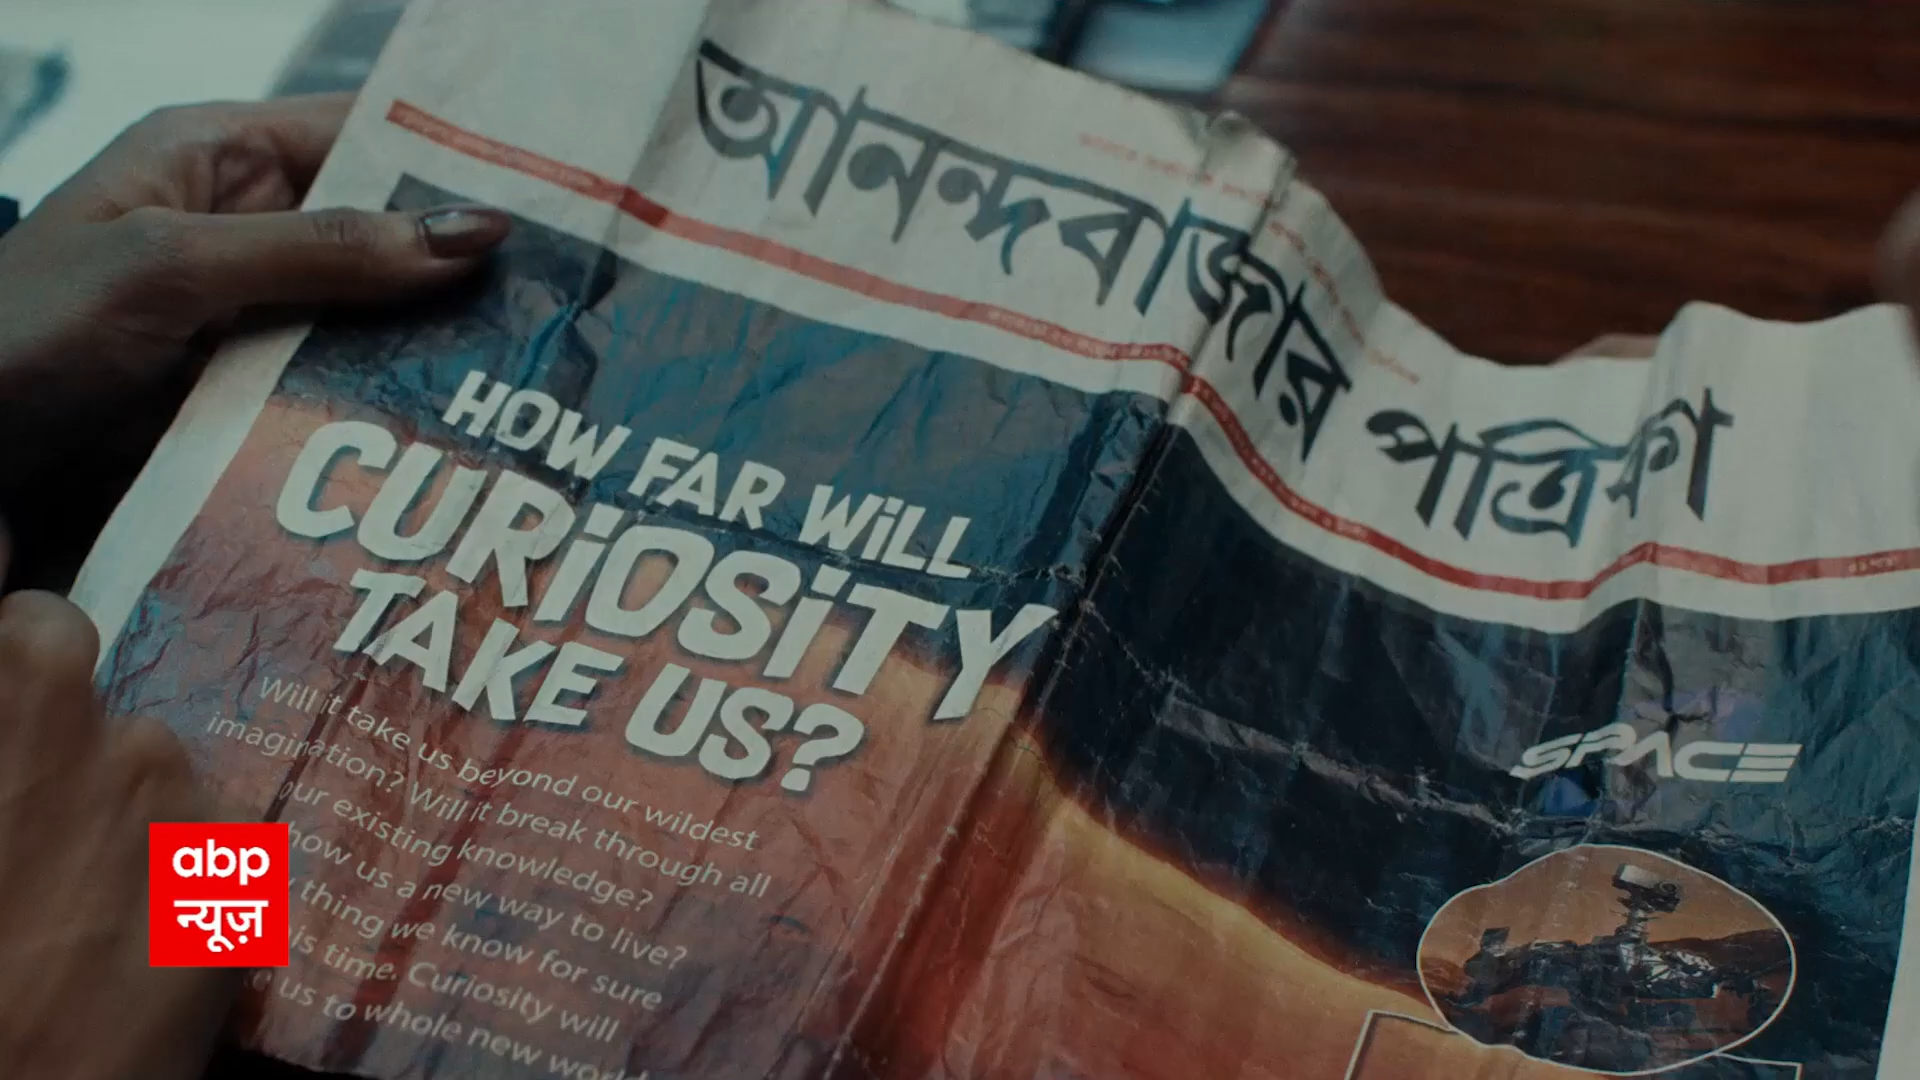 আনন্দবাজার পত্রিকা
HOW FAR WiLL
CURiOSiTY
TAKE US?
Will it take us beyond our wildest
imagination? Will it break through all
our existing knowledge?
how us a new way to live?
thing we know for sure
is time. Curiosity will
us to whole new
SPACE
abp
न्यूज़